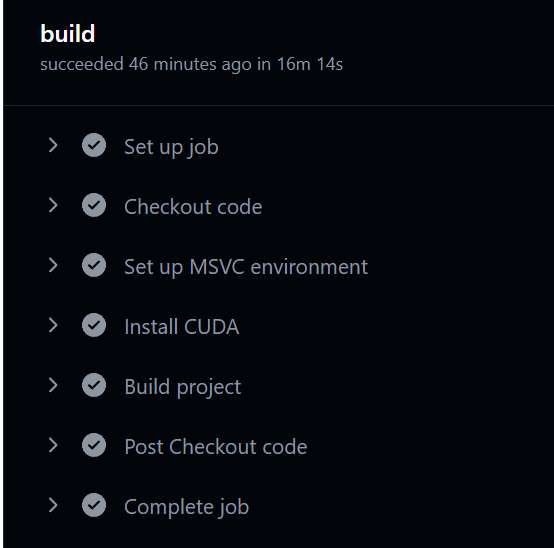 build
succeeded 46 minutes ago in 16m 14s
Set up job
Checkout code
Set up MSVC environment
Install CUDA
Build project
Post Checkout code
Complete job